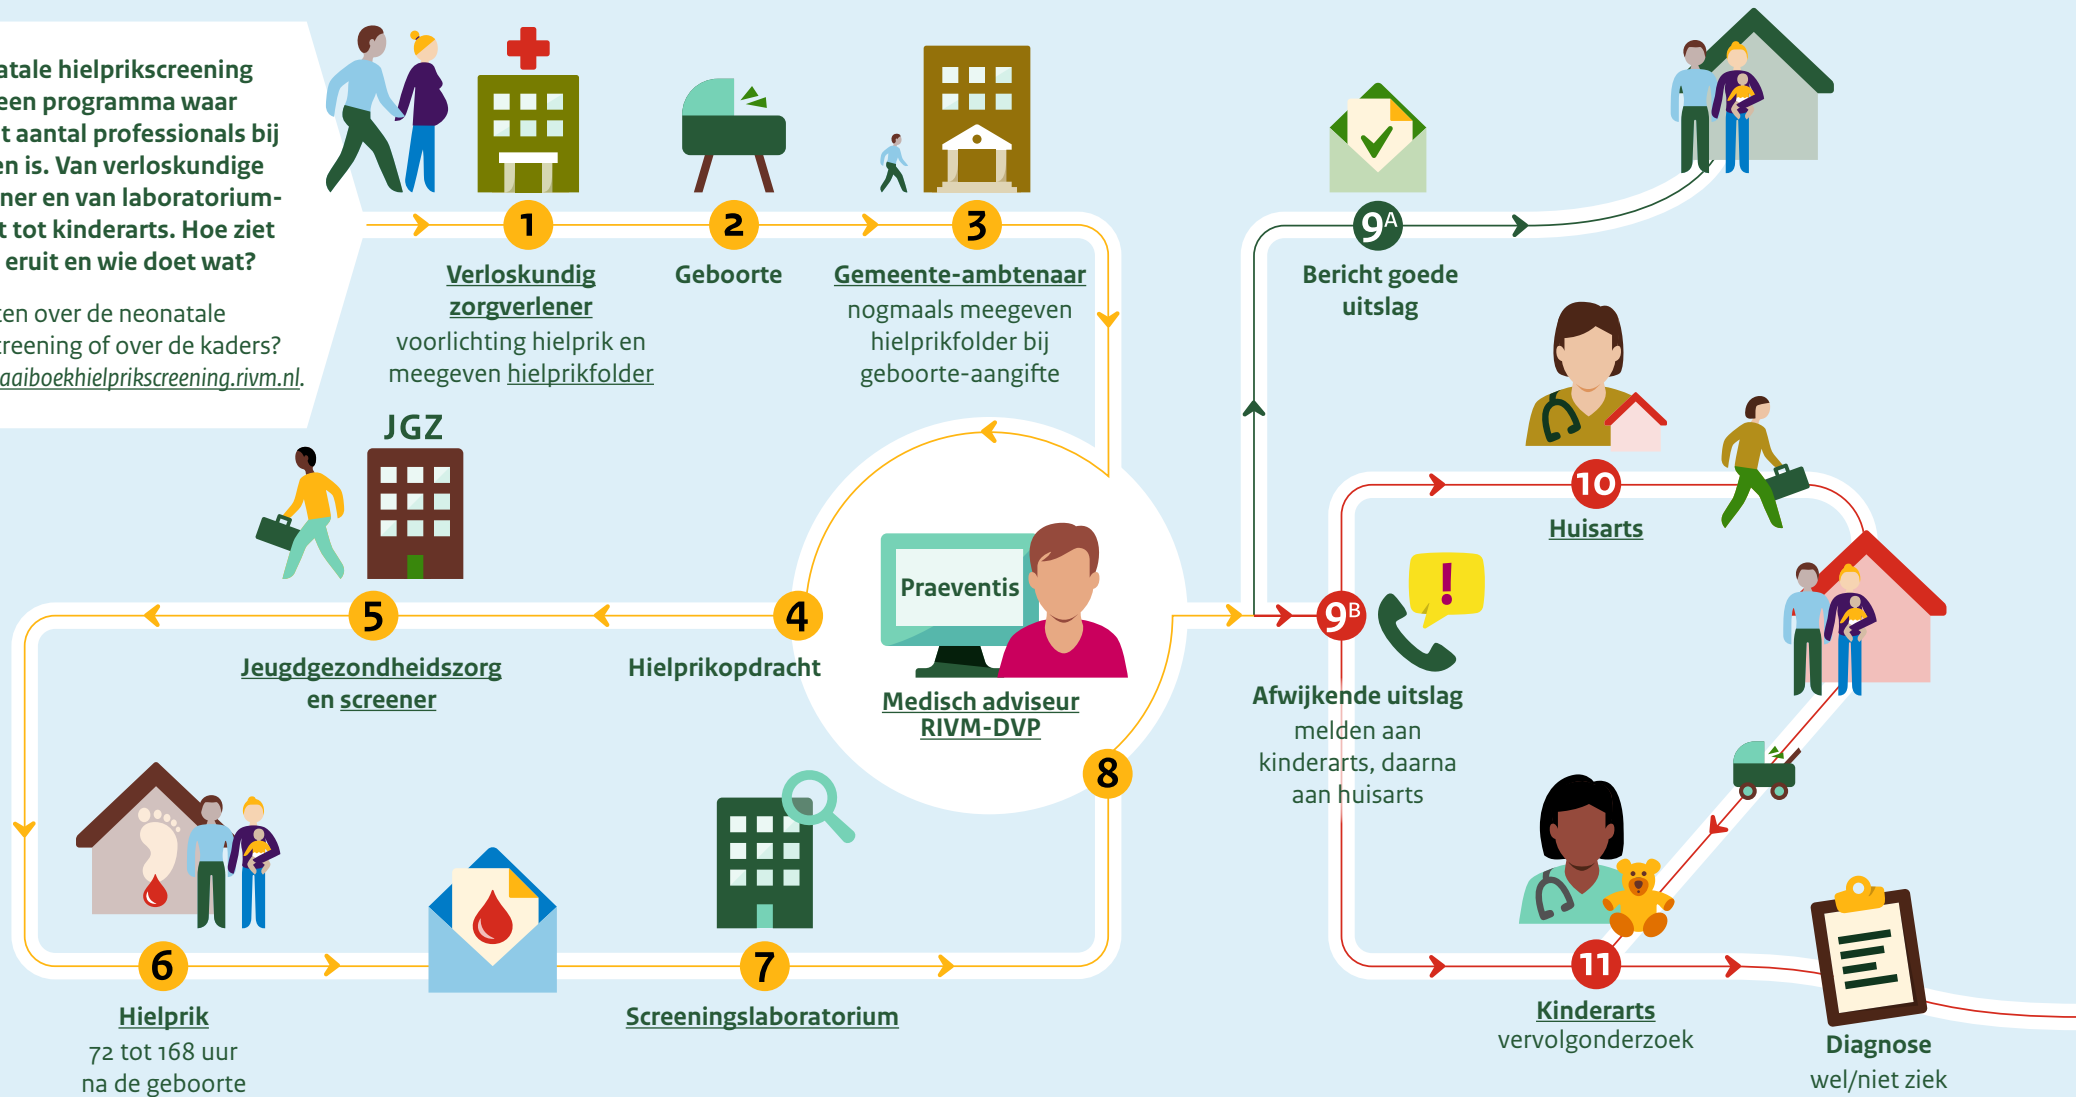 atale hielprikscreening
een programma waar
t aantal professionals bij
en is. Van verloskundige
ner en van laboratorium-
t tot kinderarts. Hoe ziet
eruit en wie doet wat?
ten over de neonatale
creening of over de kaders?
aaiboekhielprikscreening.rivm.nl.
1
Verloskundig
zorgverlener
voorlichting hielprik en
meegeven hielprikfolder
2
Geboorte
3
Gemeente-ambtenaar
nogmaals meegeven
hielprikfolder bij
geboorte-aangifte
Praeventis
Medisch adviseur
RIVM-DVP
4
Hielprikopdracht
JGZ
5
Jeugdgezondheidszorg
en screener
6
Hielprik
72 tot 168 uur
na de geboorte
7
Screeningslaboratorium
8
9A
Bericht goede
uitslag
9B
!
Afwijkende uitslag
melden aan
kinderarts, daarna
aan huisarts
10
Huisarts
11
Kinderarts
vervolgonderzoek
Diagnose
wel/niet ziek